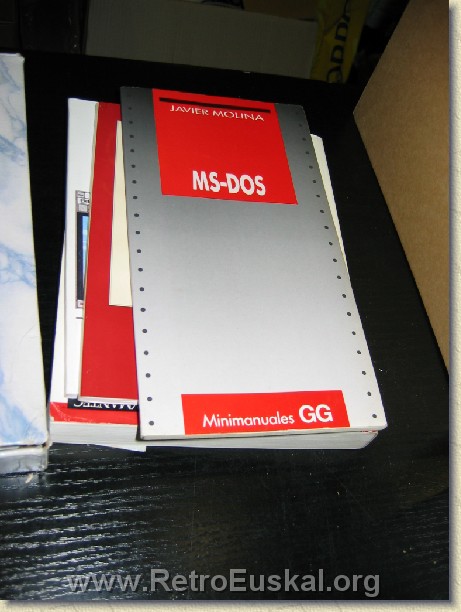 JAVIER MOLINA
MS-DOS
Minimanuales GG
www.RetroEuskal.org